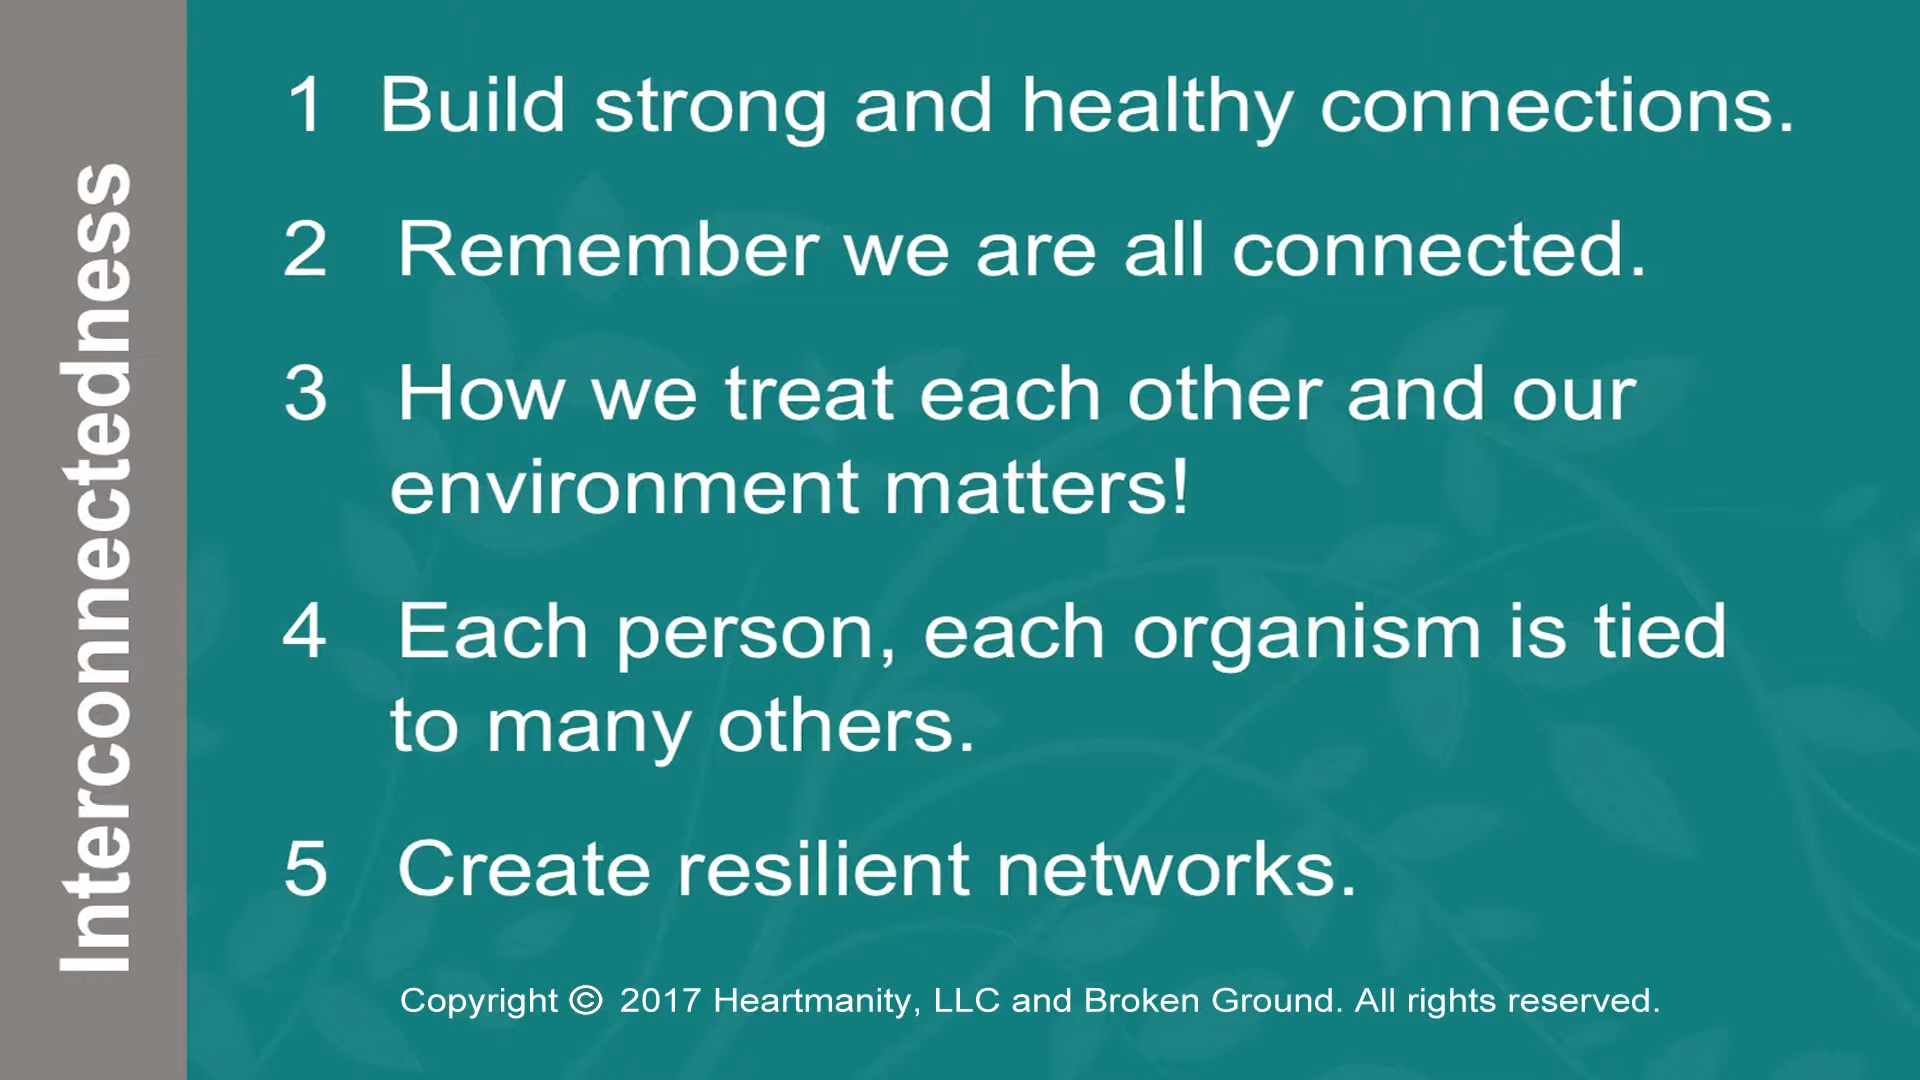 Interconnectedness
1 Build strong and healthy connections.
2 Remember we are all connected.
3 How we treat each other and our
environment matters!
4 Each person, each organism is tied
to many others.
5 Create resilient networks.
Copyright © 2017 Heartmanity, LLC and Broken Ground. All rights reserved.